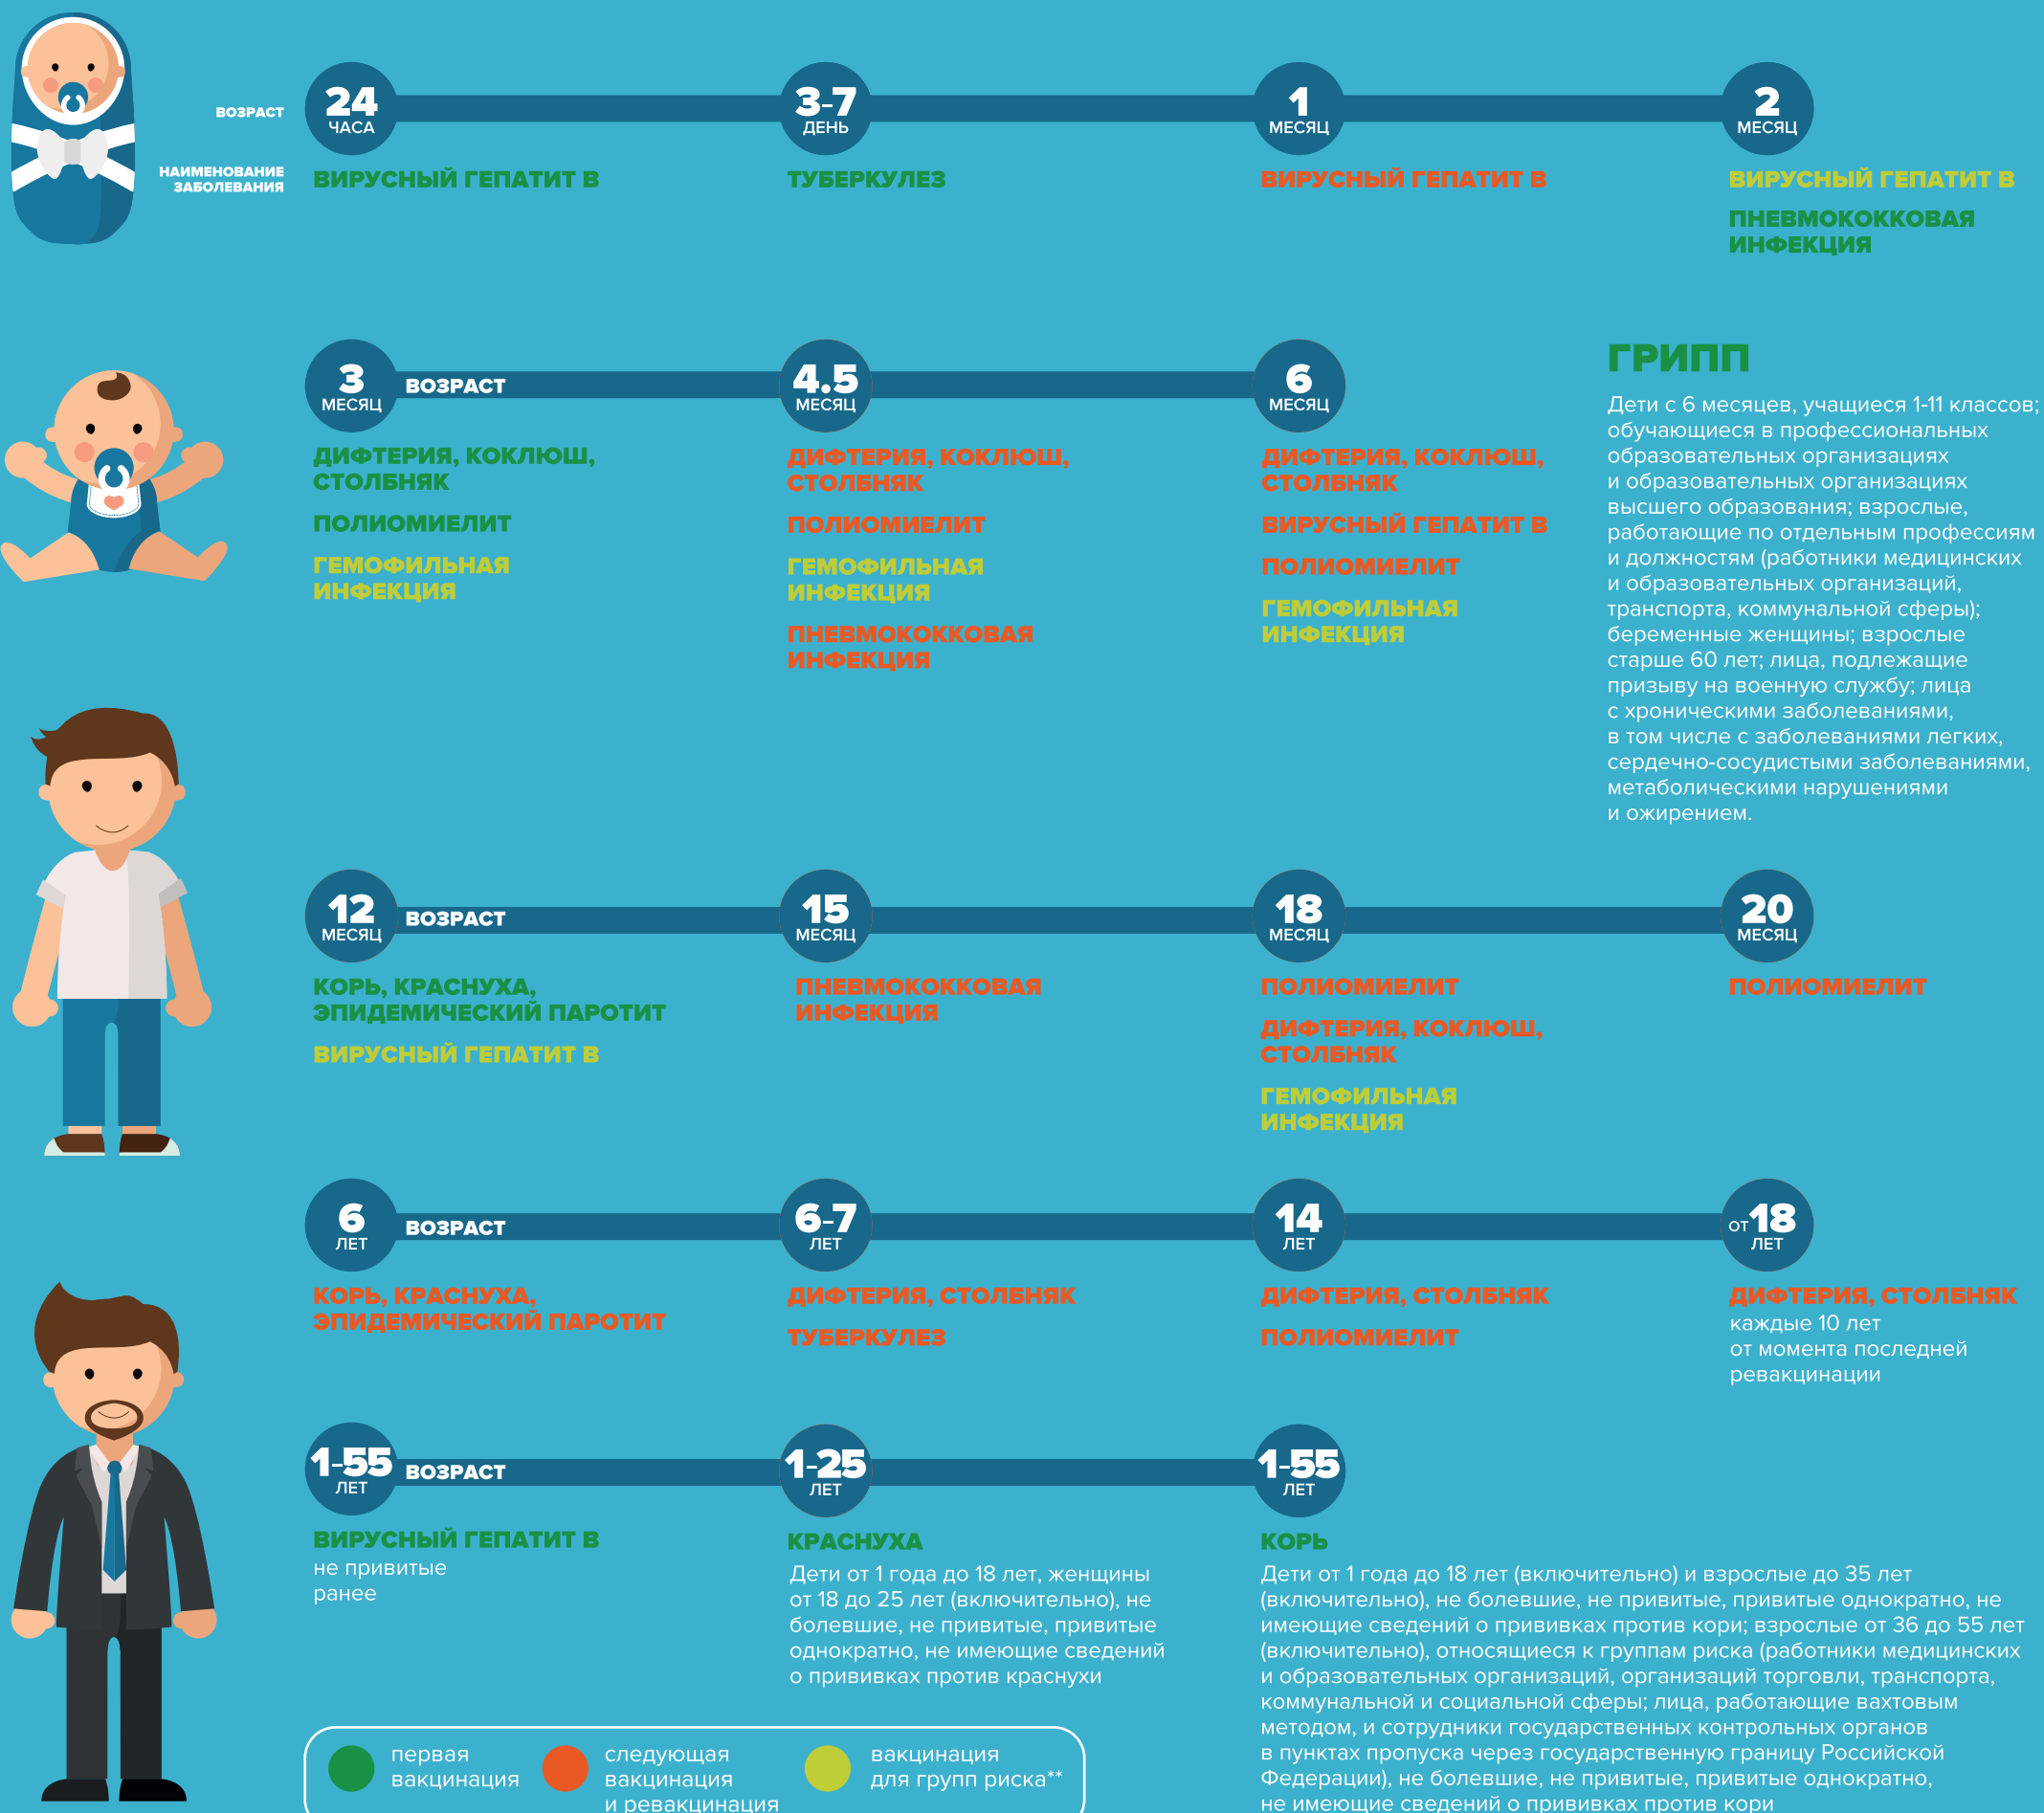 ВОЗРАСТ
24
ЧАСА
3-7
ДЕНЬ
1
МЕСЯЦ
2
МЕСЯЦ
НАИМЕНОВАНИЕ
ЗАБОЛЕВАНИЯ
ВИРУСНЫЙ ГЕПАТИТ В
ТУБЕРКУЛЕЗ
ВИРУСНЫЙ ГЕПАТИТ В
ВИРУСНЫЙ ГЕПАТИТ В
ПНЕВМОКОККОВАЯ
ИНФЕКЦИЯ
3
МЕСЯЦ
ВОЗРАСТ
4.5
МЕСЯЦ
6
МЕСЯЦ
ДИФТЕРИЯ, КОКЛЮШ,
СТОЛБНЯК
ПОЛИОМИЕЛИТ
ГЕМОФИЛЬНАЯ
ИНФЕКЦИЯ
ДИФТЕРИЯ, КОКЛЮШ,
СТОЛБНЯК
ПОЛИОМИЕЛИТ
ГЕМОФИЛЬНАЯ
ИНФЕКЦИЯ
ПНЕВМОКОККОВАЯ
ИНФЕКЦИЯ
ДИФТЕРИЯ, КОКЛЮШ,
СТОЛБНЯК
ВИРУСНЫЙ ГЕПАТИТ В
ПОЛИОМИЕЛИТ
ГЕМОФИЛЬНАЯ
ИНФЕКЦИЯ
ГРИПП
Дети с 6 месяцев, учащиеся 1-11 классов;
обучающиеся в профессиональных
образовательных организациях
и образовательных организациях
высшего образования; взрослые,
работающие по отдельным профессиям
и должностям (работники медицинских
и образовательных организаций,
транспорта, коммунальной сферы);
беременные женщины; взрослые
старше 60 лет; лица, подлежащие
призыву на военную службу; лица
с хроническими заболеваниями,
в том числе с заболеваниями легких,
сердечно-сосудистыми заболеваниями,
метаболическими нарушениями
и ожирением.
12
МЕСЯЦ
ВОЗРАСТ
15
МЕСЯЦ
18
МЕСЯЦ
20
МЕСЯЦ
КОРЬ, КРАСНУХА,
ЭПИДЕМИЧЕСКИЙ ПАРОТИТ
ВИРУСНЫЙ ГЕПАТИТ В
ПНЕВМОКОККОВАЯ
ИНФЕКЦИЯ
ПОЛИОМИЕЛИТ
ДИФТЕРИЯ, КОКЛЮШ,
СТОЛБНЯК
ГЕМОФИЛЬНАЯ
ИНФЕКЦИЯ
ПОЛИОМИЕЛИТ
6
ЛЕТ
ВОЗРАСТ
6-7
ЛЕТ
14
ЛЕТ
ОТ 18
ЛЕТ
КОРЬ, КРАСНУХА,
ЭПИДЕМИЧЕСКИЙ ПАРОТИТ
ДИФТЕРИЯ, СТОЛБНЯК
ТУБЕРКУЛЕЗ
ДИФТЕРИЯ, СТОЛБНЯК
ПОЛИОМИЕЛИТ
ДИФТЕРИЯ, СТОЛБНЯК
каждые 10 лет
от момента последней
ревакцинации
1-55
ЛЕТ
ВОЗРАСТ
1-25
ЛЕТ
1-55
ЛЕТ
ВИРУСНЫЙ ГЕПАТИТ В
не привитые
ранее
КРАСНУХА
Дети от 1 года до 18 лет, женщины
от 18 до 25 лет (включительно), не
болевшие, не привитые, привитые
однократно, не имеющие сведений
о прививках против краснухи
КОРЬ
Дети от 1 года до 18 лет (включительно) и взрослые до 35 лет
(включительно), не болевшие, не привитые, привитые однократно, не
имеющие сведений о прививках против кори; взрослые от 36 до 55 лет
(включительно), относящиеся к группам риска (работники медицинских
и образовательных организаций, организаций торговли, транспорта,
коммунальной и социальной сферы; лица, работающие вахтовым
методом, и сотрудники государственных контрольных органов
в пунктах пропуска через государственную границу Российской
Федерации), не болевшие, не привитые, привитые однократно,
не имеющие сведений о прививках против кори
первая
вакцинация
следующая
вакцинация
и ревакцинация
вакцинация
для групп риска**